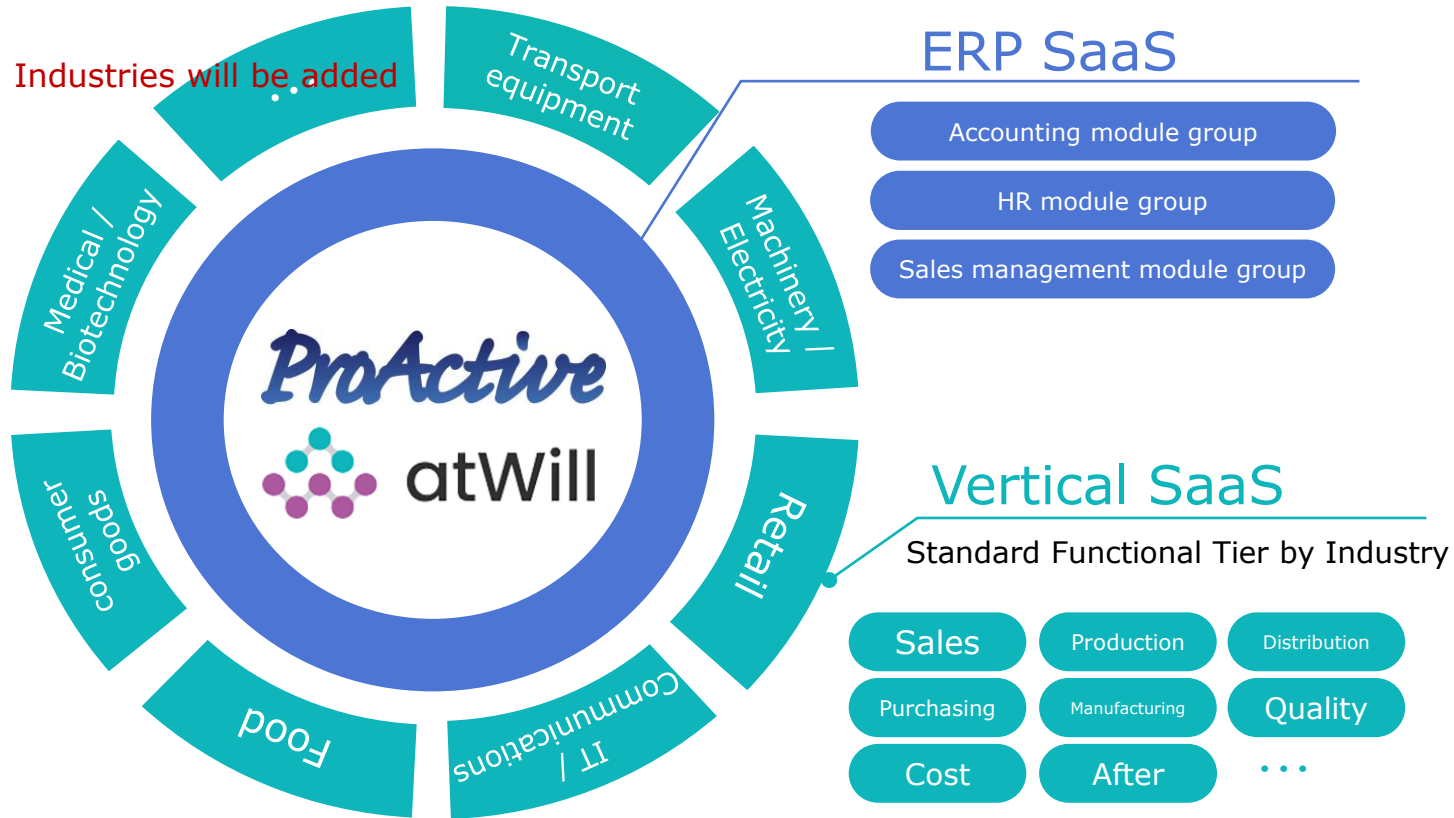 Industries will be added
...
Transport
equipment
Machinery /
Electricity
Retail
IT /
Communications
Food
consumer
goods
Medical /
Biotechnology
ProActive
atWill
ERP SaaS
Accounting module group
HR module group
Sales management module group
Vertical SaaS
Standard Functional Tier by Industry
Sales
Production
Distribution
Purchasing
Manufacturing
Quality
Cost
After
...